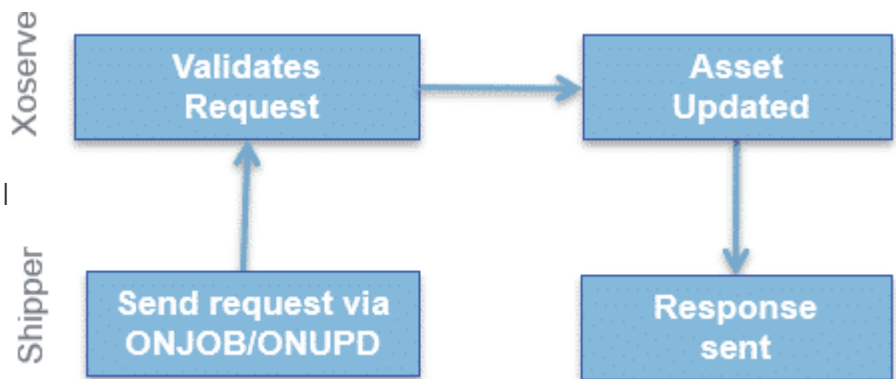 Xoserve
Validates
Request
Asset
Updated
Shipper
Send request via
ONJOB/ONUPD
Response
sent